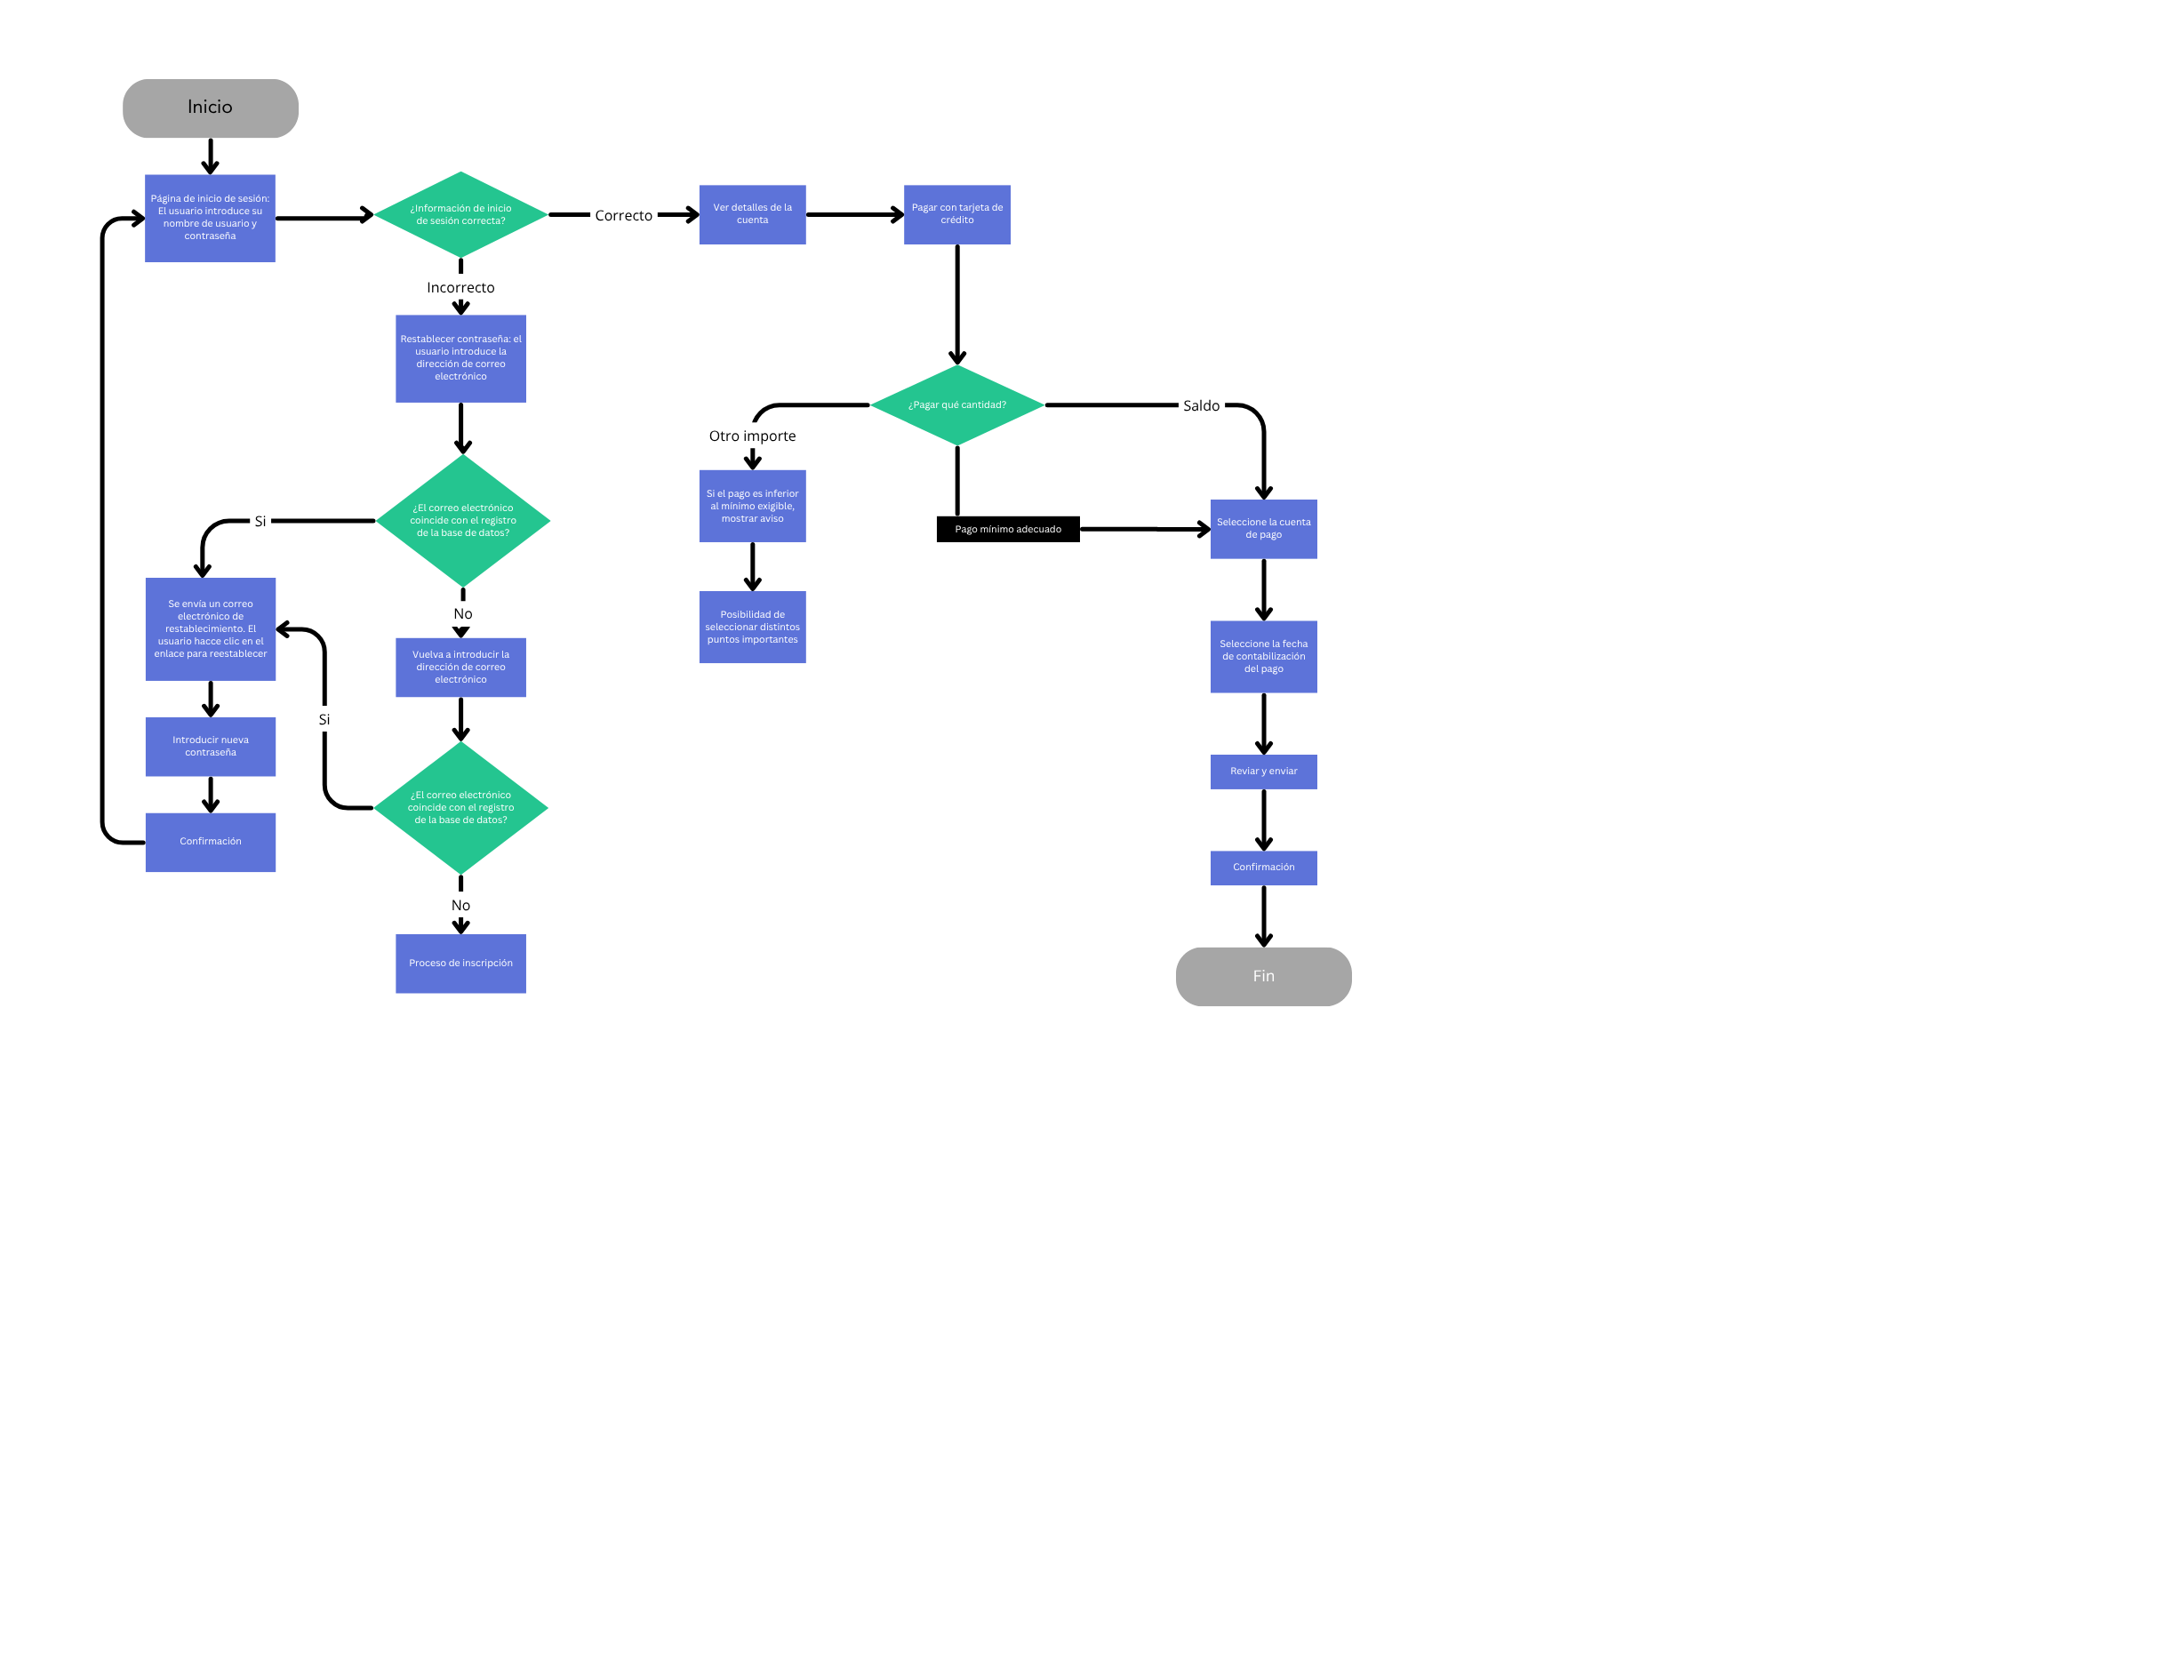 Inicio
Página de inicio de sesión:
El usuario introduce su
nombre de usuario y
contraseña
¿Información de inicio
de sesión correcta?
Correcto
Ver detalles de la
cuenta
Pagar con tarjeta de
crédito
Incorrecto
Restablecer contraseña: el
usuario introduce la
dirección de correo
electrónico
¿Pagar qué cantidad?
Saldo
Otro importe
Si el pago es inferior
al mínimo exigible,
mostrar aviso
Pago mínimo adecuado
Seleccione la cuenta
de pago
¿El correo electrónico
coincide con el registro
de la base de datos?
Si
No
Se envía un correo
electrónico de
restablecimiento. El
usuario hacce clic en el
enlace para reestablecer
Vuelva a introducir la
dirección de correo
electrónico
Posibilidad de
seleccionar distintos
puntos importantes
Seleccione la fecha
de contabilización
del pago
Si
Introducir nueva
contraseña
¿El correo electrónico
coincide con el registro
de la base de datos?
Reviar y enviar
Confirmación
Confirmación
No
Proceso de inscripción
Fin